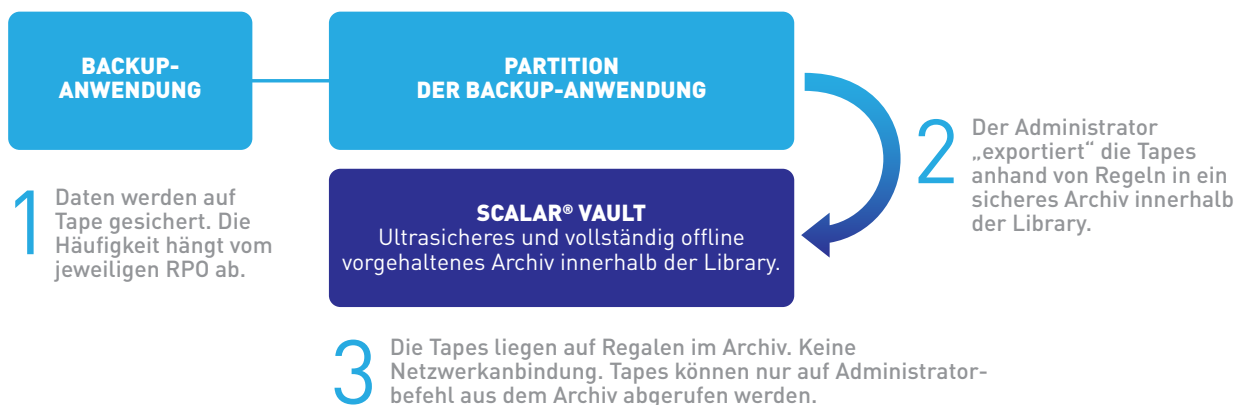 BACKUP-
ANWENDUNG
PARTITION
DER BACKUP-ANWENDUNG
1
Daten werden auf
Tape gesichert. Die
Häufigkeit hängt vom
jeweiligen RPO ab.
SCALAR® VAULT
Ultrasicheres und vollständig offline
vorgehaltenes Archiv innerhalb der Library.
2
Der Administrator
„exportiert“ die Tapes
anhand von Regeln in ein
sicheres Archiv innerhalb
der Library.
3
Die Tapes liegen auf Regalen im Archiv. Keine
Netzwerkanbindung. Tapes können nur auf Administrator-
befehl aus dem Archiv abgerufen werden.